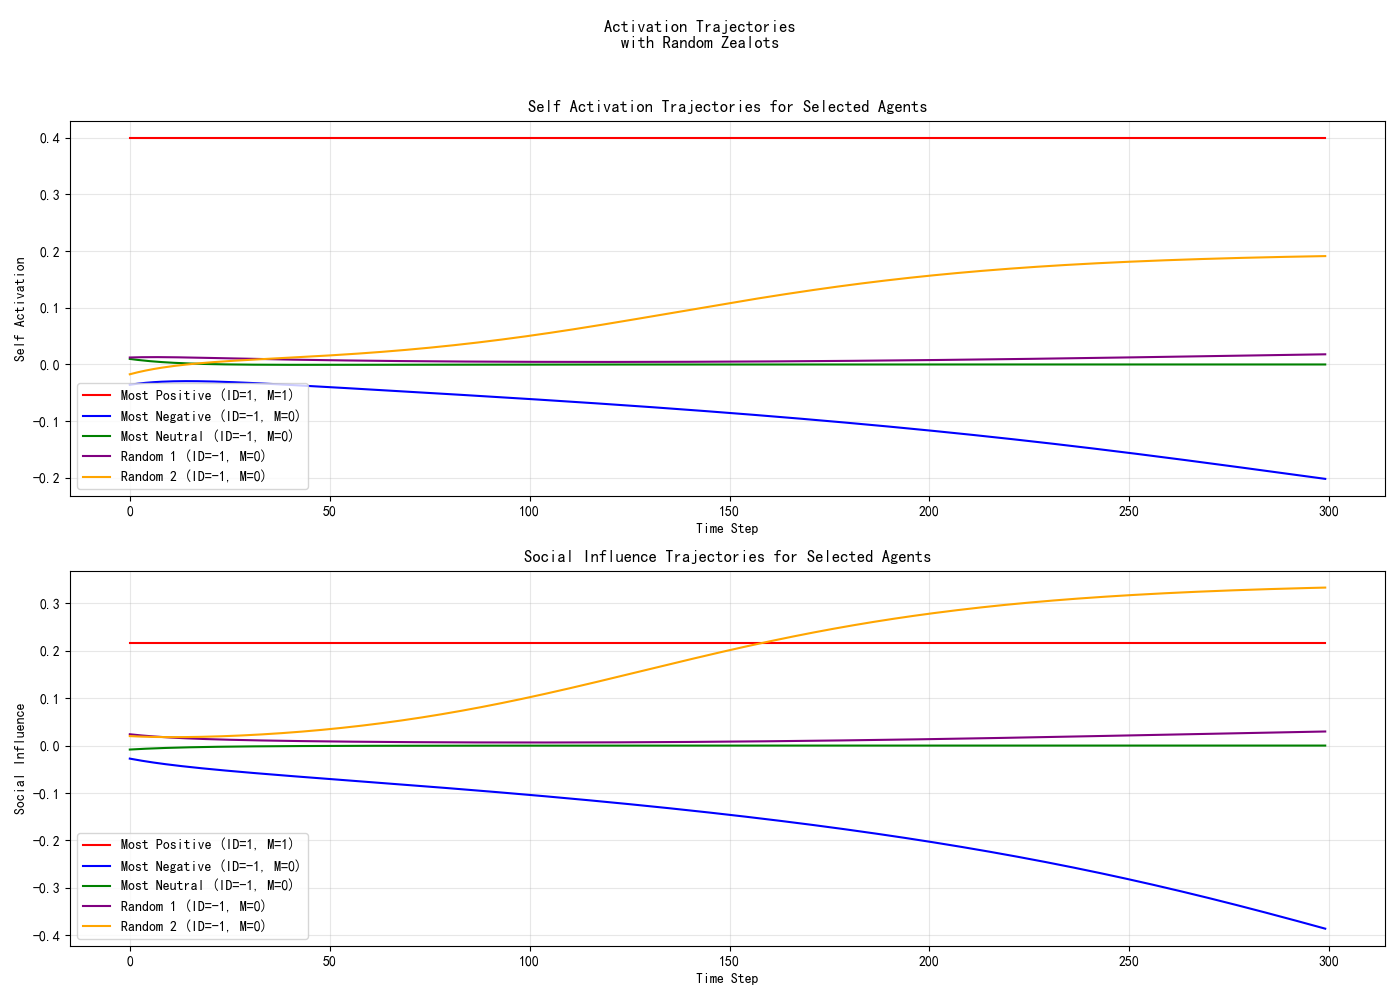 Activation Trajectories
with Random Zealots
Self Activation Trajectories for Selected Agents
Self Activation
0.4
0.3
0.2
0.1
0.0
−0.1
−0.2
Most Positive (ID=1, M=1)
Most Negative (ID=-1, M=0)
Most Neutral (ID=-1, M=0)
Random 1 (ID=-1, M=0)
Random 2 (ID=-1, M=0)
0 50 100 150 200 250 300
Time Step
Social Influence Trajectories for Selected Agents
Social Influence
0.3
0.2
0.1
0.0
−0.1
−0.2
−0.3
−0.4
Most Positive (ID=1, M=1)
Most Negative (ID=-1, M=0)
Most Neutral (ID=-1, M=0)
Random 1 (ID=-1, M=0)
Random 2 (ID=-1, M=0)
0 50 100 150 200 250 300
Time Step